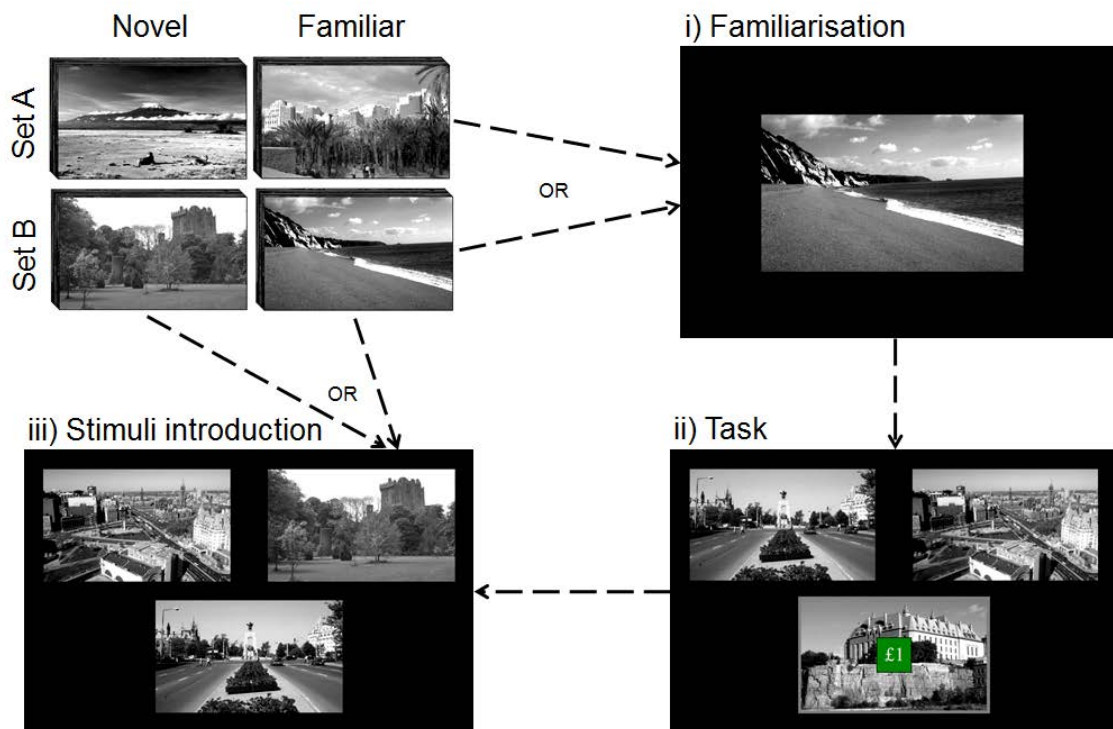 Novel
Familiar
i) Familiarisation
Set A
OR
Set B
OR
iii) Stimuli introduction
ii) Task
£1